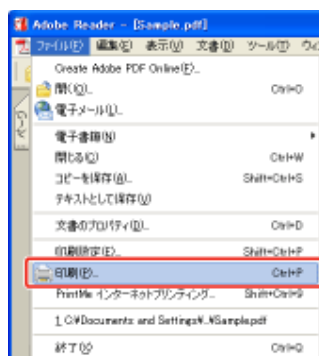 Adobe Reader - [Sample.pdf]
ファイル(F) 編集(E) 表示(V) 文書(D) ツール(T) ウィ
Create Adobe PDF Online(E)...
開く(O)... Ctrl+O
電子メール(L)...
電子書籍(N)
閉じる(C) Ctrl+W
コピーを保存(A)... Shift+Ctrl+S
テキストとして保存(V)
文書のプロパティ(D)... Ctrl+D
印刷設定(E)... Shift+Ctrl+P
印刷(P)... Ctrl+P
PrintMe インターネットプリンティング... Shift+Ctrl+9
1 C:¥Documents and Settings¥..¥Sample.pdf
終了(X) Ctrl+Q